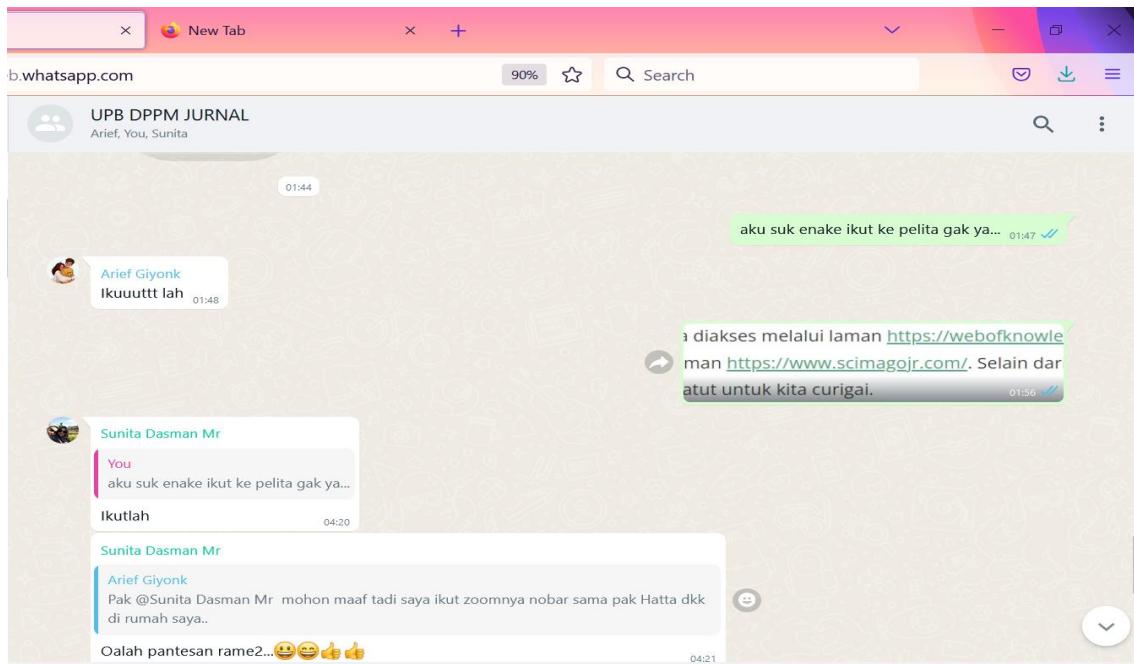 New Tab
b.whatsapp.com
90%
Search
UPB DPPM JURNAL
Arief, You, Sunita
01:44
aku suk enake ikut ke pelita gak ya... 01:47
Arief Giyonk
Ikuuuttt lah 01:48
diakses melalui laman https://webofknowle
man https://www.scimagojr.com/. Selain dar
atut untuk kita curigai.
01:56
Sunita Dasman Mr
You
aku suk enake ikut ke pelita gak ya...
Ikutlah 04:20
Sunita Dasman Mr
Arief Giyonk
Pak @Sunita Dasman Mr mohon maaf tadi saya ikut zoomnya nobar sama pak Hatta dkk
di rumah saya..
Oalah pantesan rame2...😃😄👍👍 04:21